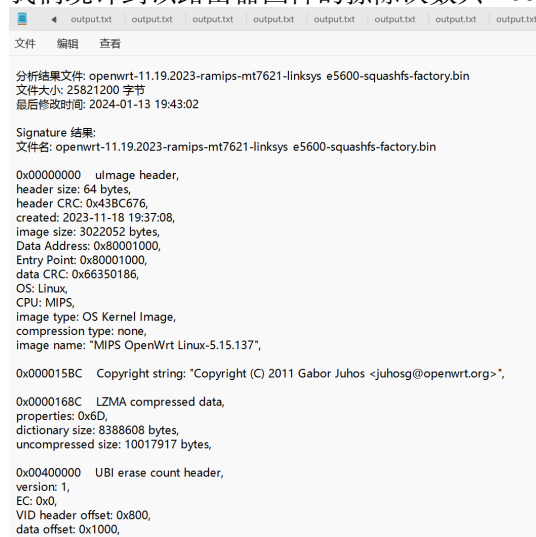 output.txt output.txt output.txt output.txt output.txt output.txt output.txt output.txt
文件 编辑 查看
分析结果文件: openwrt-11.19.2023-ramips-mt7621-linksys e5600-squashfs-factory.bin
文件大小: 25821200 字节
最后修改时间: 2024-01-13 19:43:02
Signature 结果:
文件名: openwrt-11.19.2023-ramips-mt7621-linksys e5600-squashfs-factory.bin
0x00000000 uImage header,
header size: 64 bytes,
header CRC: 0x43BC676,
created: 2023-11-18 19:37:08,
image size: 3022052 bytes,
Data Address: 0x80001000,
Entry Point: 0x80001000,
data CRC: 0x66350186,
OS: Linux,
CPU: MIPS,
image type: OS Kernel Image,
compression type: none,
image name: "MIPS OpenWrt Linux-5.15.137",
0x000015BC Copyright string: "Copyright (C) 2011 Gabor Juhos <juhosg@openwrt.org>",
0x0000168C LZMA compressed data,
properties: 0x6D,
dictionary size: 8388608 bytes,
uncompressed size: 10017917 bytes,
0x00400000 UBI erase count header,
version: 1,
EC: 0x0,
VID header offset: 0x800,
data offset: 0x1000,